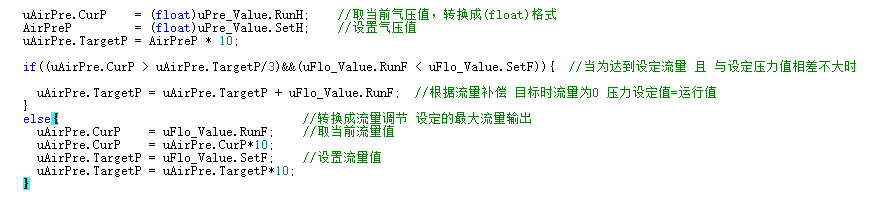 uAirPre.CurP    = (float)uPre_Value.RunH;    //取当前气压值，转换成(float)格式
AirPreP         = (float)uPre_Value.SetH;    //设置气压值
uAirPre.TargetP = AirPreP * 10;
if((uAirPre.CurP > uAirPre.TargetP/3)&&(uFlo_Value.RunF < uFlo_Value.SetF)){  //当为达到设定流量 且 与设定压力值相差不大时
  uAirPre.TargetP = uAirPre.TargetP + uFlo_Value.RunF;  //根据流量补偿 目标时流量为0 压力设定值=运行值
}
else{                                   //转换成流量调节 设定的最大流量输出
  uAirPre.CurP    = uFlo_Value.RunF;    //取当前流量值
  uAirPre.CurP    = uAirPre.CurP*10;
  uAirPre.TargetP = uFlo_Value.SetF;    //设置流量值
  uAirPre.TargetP = uAirPre.TargetP*10;
}